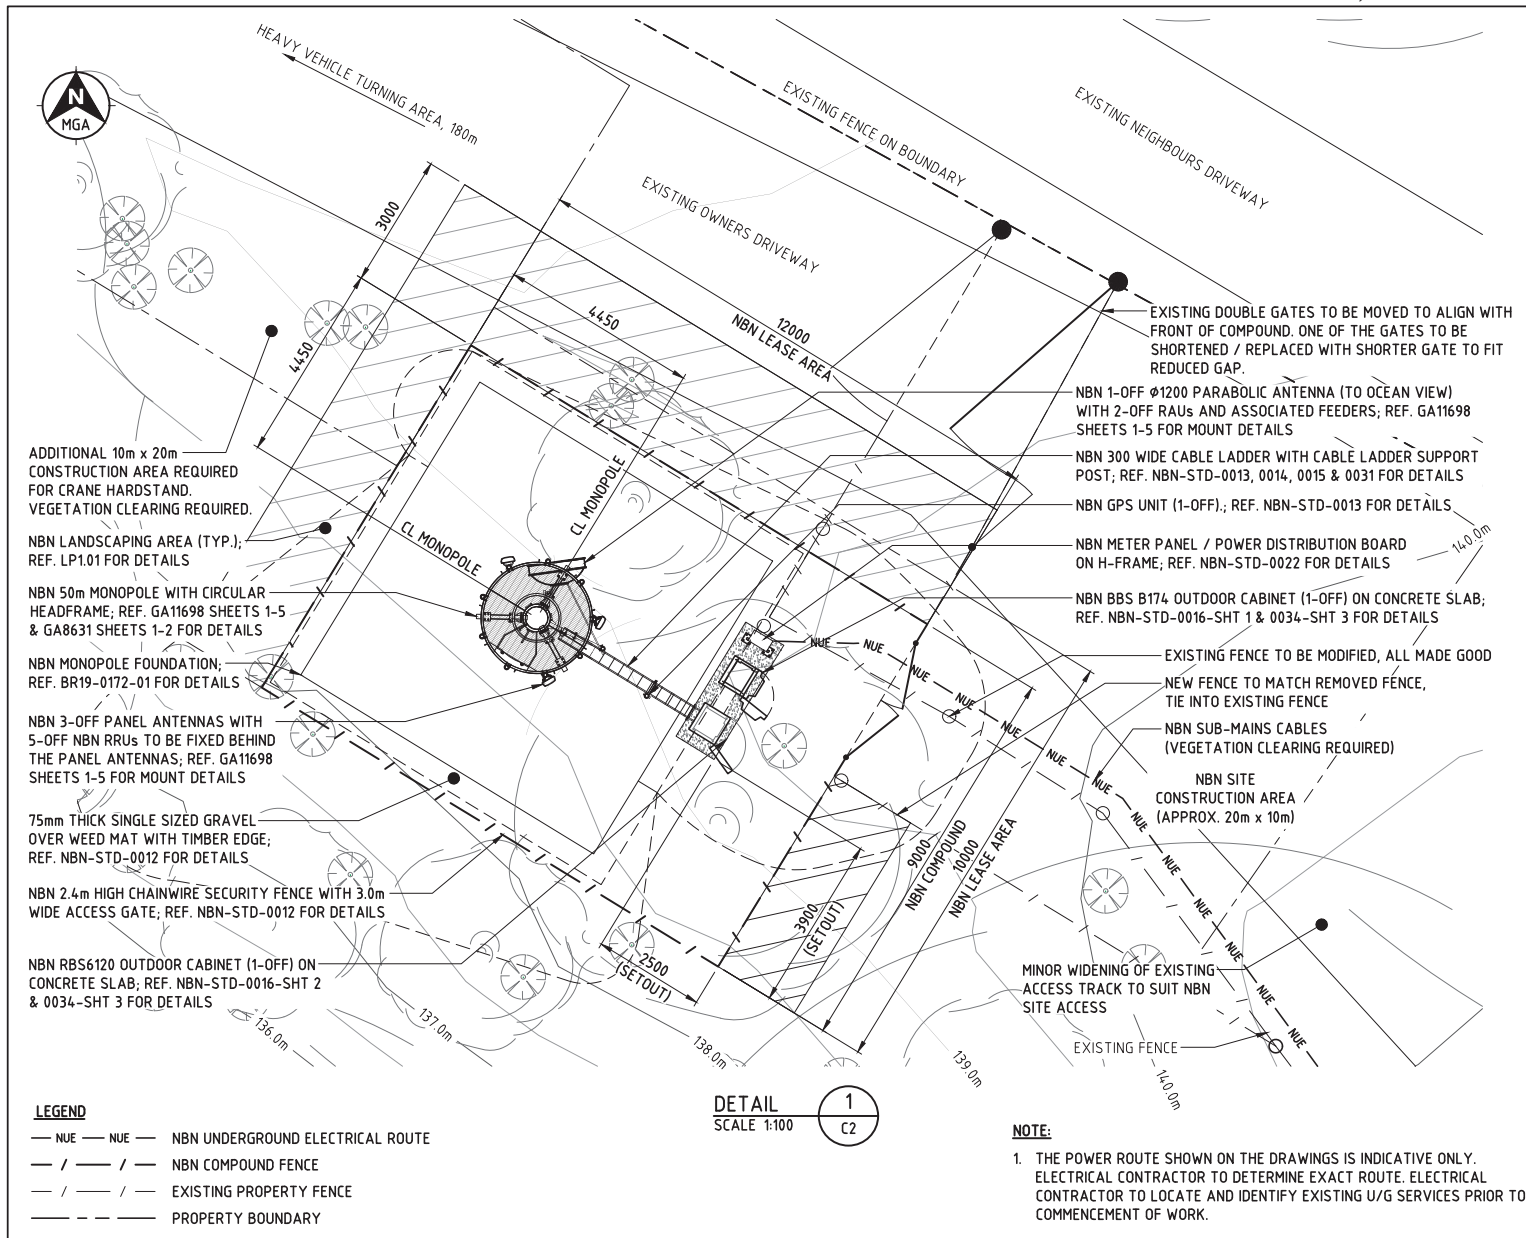 HEAVY VEHICLE TURNING AREA, 180m
N
MGA
EXISTING FENCE ON BOUNDARY
EXISTING NEIGHBOURS DRIVEWAY
EXISTING OWNERS DRIVEWAY
3000
4450
4450
12000
NBN LEASE AREA
CL MONOPOLE
CL MONOPOLE
EXISTING DOUBLE GATES TO BE MOVED TO ALIGN WITH
FRONT OF COMPOUND. ONE OF THE GATES TO BE
SHORTENED / REPLACED WITH SHORTER GATE TO FIT
REDUCED GAP.
NBN 1-OFF Ø1200 PARABOLIC ANTENNA (TO OCEAN VIEW)
WITH 2-OFF RAUs AND ASSOCIATED FEEDERS; REF. GA11698
SHEETS 1-5 FOR MOUNT DETAILS
NBN 300 WIDE CABLE LADDER WITH CABLE LADDER SUPPORT
POST; REF. NBN-STD-0013, 0014, 0015 & 0031 FOR DETAILS
NBN GPS UNIT (1-OFF).; REF. NBN-STD-0013 FOR DETAILS
NBN METER PANEL / POWER DISTRIBUTION BOARD
ON H-FRAME; REF. NBN-STD-0022 FOR DETAILS
140.0m
NBN BBS B174 OUTDOOR CABINET (1-OFF) ON CONCRETE SLAB;
REF. NBN-STD-0016-SHT 1 & 0034-SHT 3 FOR DETAILS
EXISTING FENCE TO BE MODIFIED, ALL MADE GOOD
NEW FENCE TO MATCH REMOVED FENCE,
TIE INTO EXISTING FENCE
NBN SUB-MAINS CABLES
(VEGETATION CLEARING REQUIRED)
NBN SITE
CONSTRUCTION AREA
(APPROX. 20m x 10m)
ADDITIONAL 10m x 20m
CONSTRUCTION AREA REQUIRED
FOR CRANE HARDSTAND.
VEGETATION CLEARING REQUIRED.
NBN LANDSCAPING AREA (TYP.);
REF. LP1.01 FOR DETAILS
NBN 50m MONOPOLE WITH CIRCULAR
HEADFRAME; REF. GA11698 SHEETS 1-5
& GA8631 SHEETS 1-2 FOR DETAILS
NBN MONOPOLE FOUNDATION;
REF. BR19-0172-01 FOR DETAILS
NBN 3-OFF PANEL ANTENNAS WITH
5-OFF NBN RRUs TO BE FIXED BEHIND
THE PANEL ANTENNAS; REF. GA11698
SHEETS 1-5 FOR MOUNT DETAILS
75mm THICK SINGLE SIZED GRAVEL
OVER WEED MAT WITH TIMBER EDGE;
REF. NBN-STD-0012 FOR DETAILS
NBN 2.4m HIGH CHAINWIRE SECURITY FENCE WITH 3.0m
WIDE ACCESS GATE; REF. NBN-STD-0012 FOR DETAILS
NBN RBS6120 OUTDOOR CABINET (1-OFF) ON
CONCRETE SLAB; REF. NBN-STD-0016-SHT 2
& 0034-SHT 3 FOR DETAILS
NUE
NUE
NUE
NUE
NUE
NUE
NUE
NUE
NUE
NUE
NUE
NUE
9000
NBN COMPOUND
10000
NBN LEASE AREA
3900
(SETOUT)
2500
(SETOUT)
136.0m
137.0m
138.0m
139.0m
140.0m
MINOR WIDENING OF EXISTING
ACCESS TRACK TO SUIT NBN
SITE ACCESS
EXISTING FENCE
DETAIL
SCALE 1:100
1
C2
LEGEND
NUE NUE NBN UNDERGROUND ELECTRICAL ROUTE
NBN COMPOUND FENCE
EXISTING PROPERTY FENCE
PROPERTY BOUNDARY
NOTE:
1. THE POWER ROUTE SHOWN ON THE DRAWINGS IS INDICATIVE ONLY.
ELECTRICAL CONTRACTOR TO DETERMINE EXACT ROUTE. ELECTRICAL
CONTRACTOR TO LOCATE AND IDENTIFY EXISTING U/G SERVICES PRIOR TO
COMMENCEMENT OF WORK.